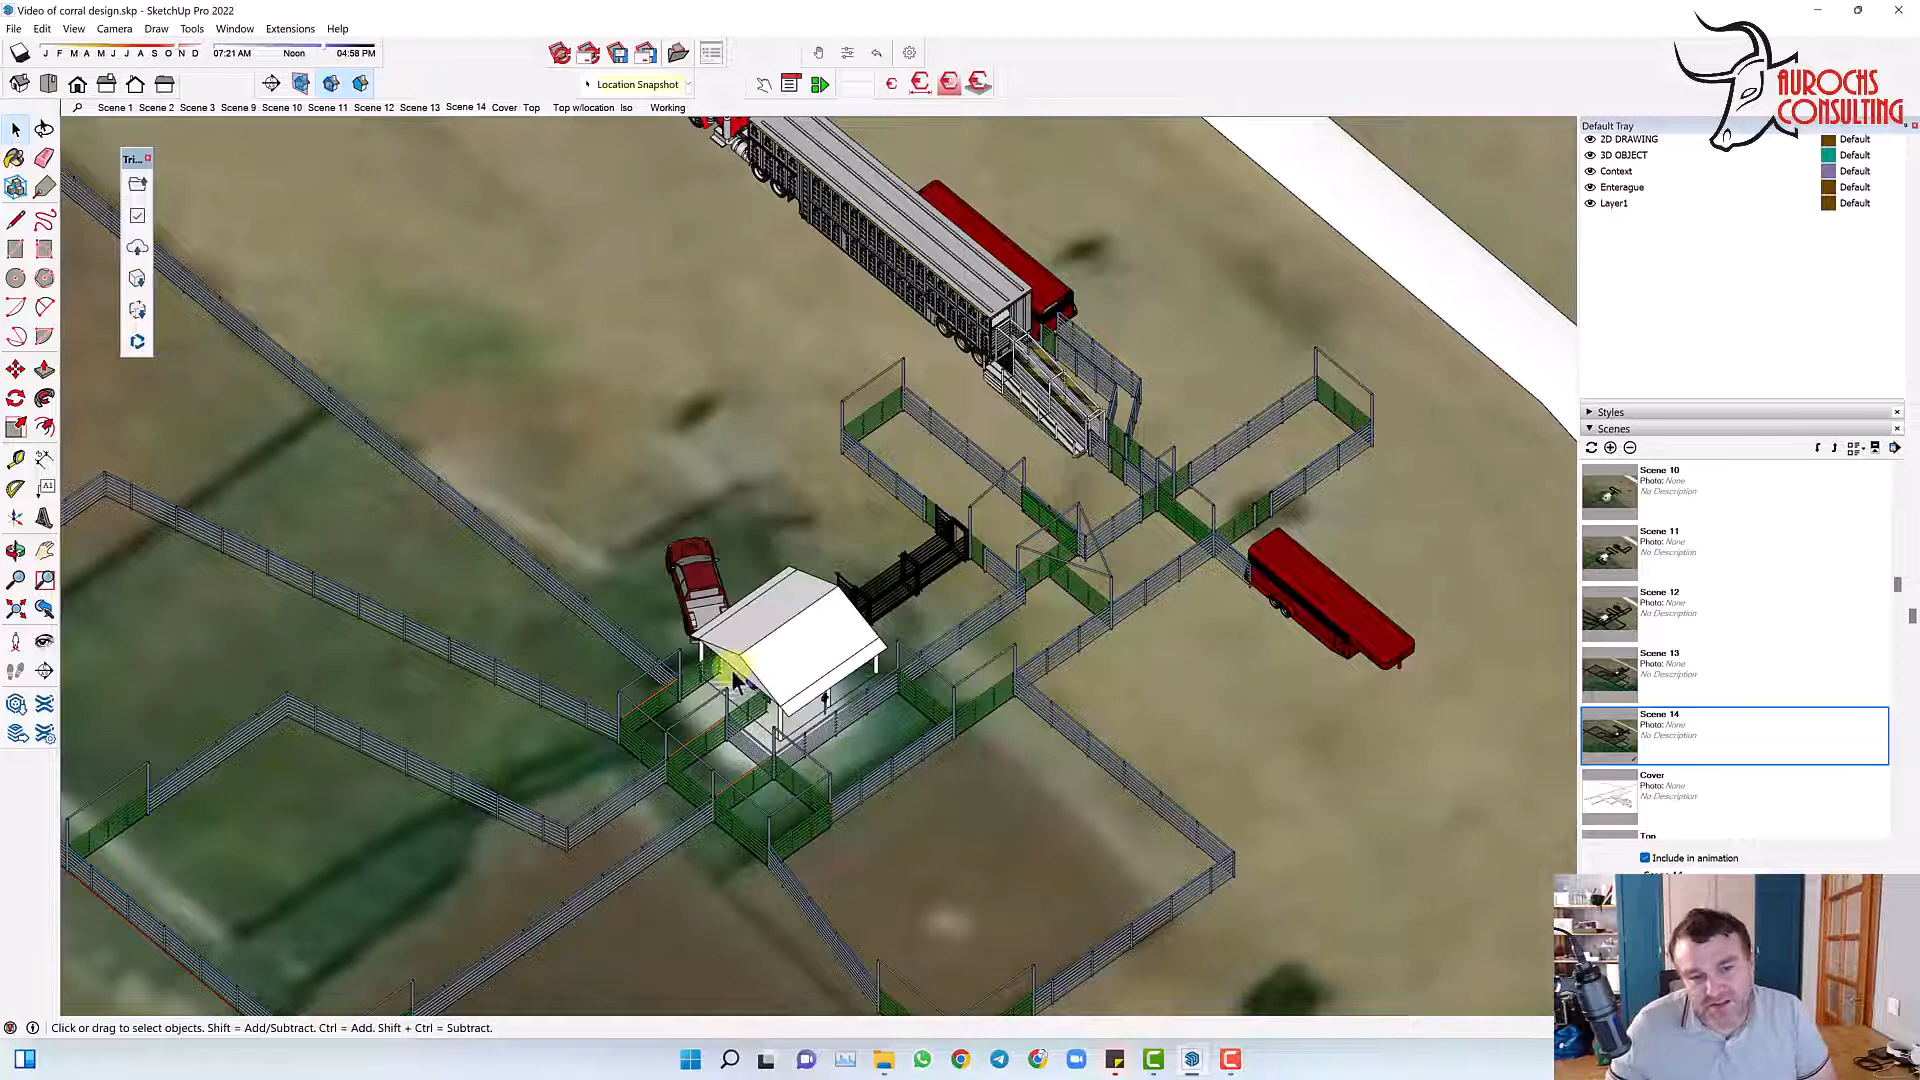 Video of corral design.skp - SketchUp Pro 2022
File Edit View Camera Draw Tools Window Extensions Help
J F M A M J J A S O N D 07:21 AM Noon 04:58 PM
Location Snapshot
Scene 1 Scene 2 Scene 3 Scene 9 Scene 10 Scene 11 Scene 12 Scene 13 Scene 14 Cover Top Top w/location Iso Working
AUROCHS
CONSULTING
Tri...
A1
Default Tray
2D DRAWING Default
3D OBJECT Default
Context Default
Enterague Default
Layer1 Default
Styles
Scenes
Scene 10
Photo: None
No Description
Scene 11
Photo: None
No Description
Scene 12
Photo: None
No Description
Scene 13
Photo: None
No Description
Scene 14
Photo: None
No Description
Cover
Photo: None
No Description
Top
Include in animation
Click or drag to select objects. Shift = Add/Subtract. Ctrl = Add. Shift + Ctrl = Subtract.